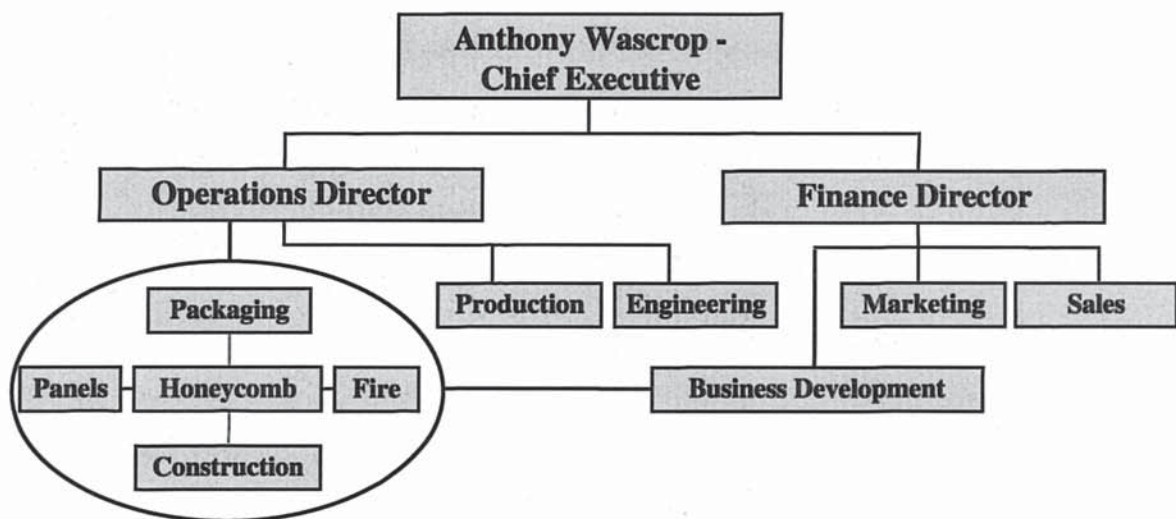 Anthony Wascrop -
Chief Executive
Operations Director
Finance Director
Production
Engineering
Marketing
Sales
Packaging
Panels
Honeycomb
Fire
Business Development
Construction